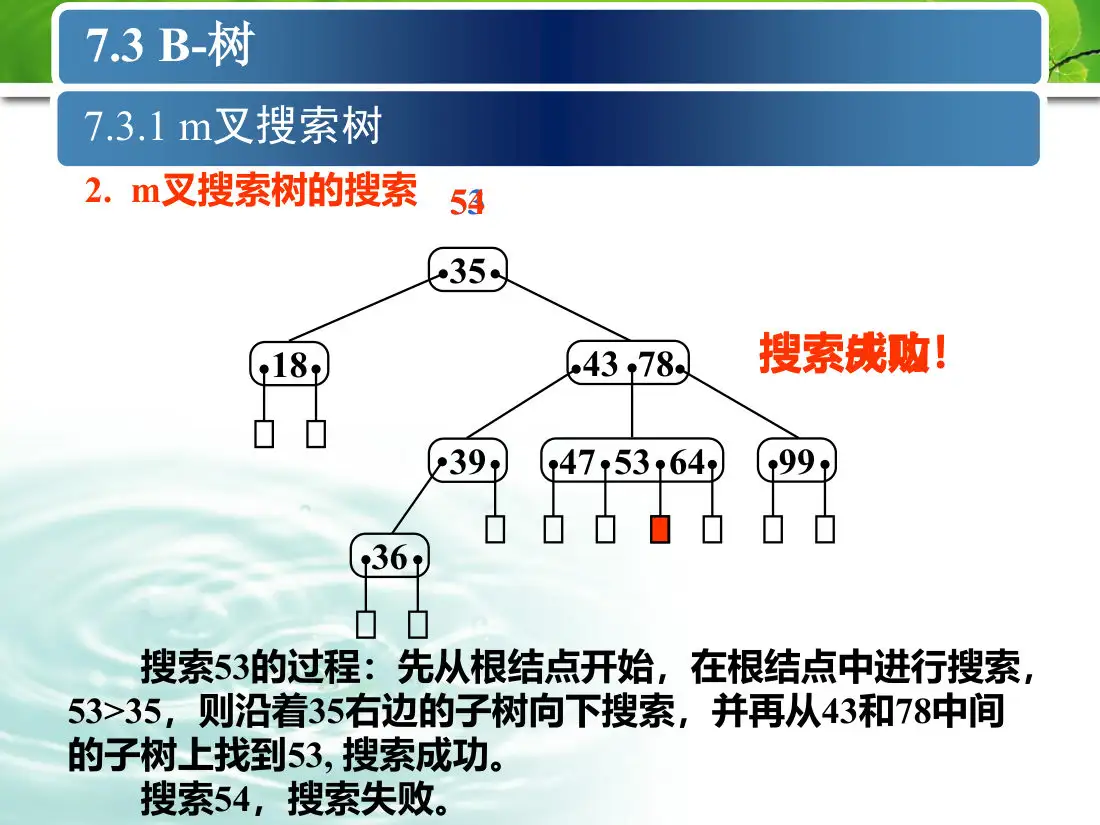 7.3 B-树
7.3.1 m叉搜索树
2. m叉搜索树的搜索
35
18
43 78
39
47 53 64
99
36
搜索53的过程：先从根结点开始，在根结点中进行搜索，
53>35，则沿着35右边的子树向下搜索，并再从43和78中间
的子树上找到53, 搜索成功。
搜索54，搜索失败。